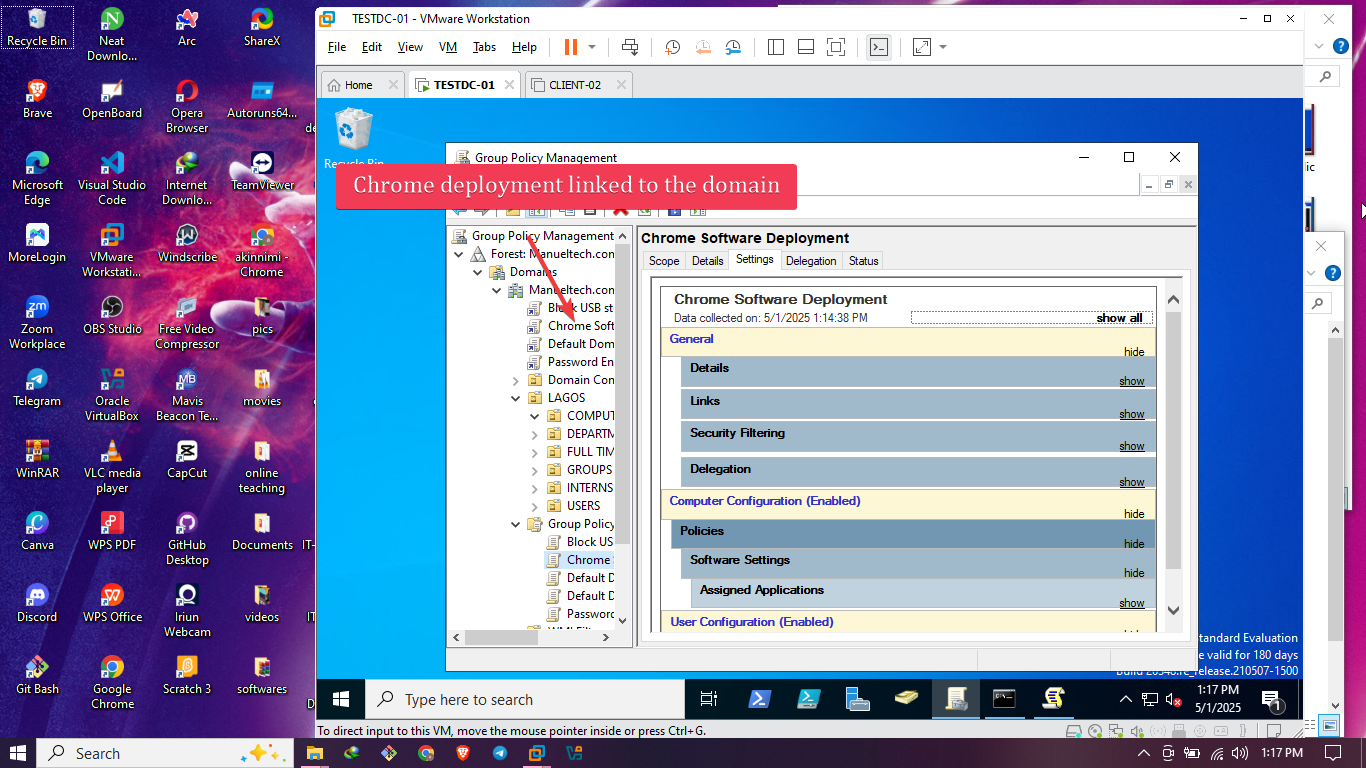 TESTDC-01 - VMware Workstation
File Edit View VM Tabs Help
Home
TESTDC-01
CLIENT-02
Recycle Bin
Neat Downlo...
Arc
ShareX
Brave
OpenBoard
Opera Browser
Autoruns64...
Microsoft Edge
Visual Studio Code
Internet Downlo...
TeamViewer
MoreLogin
VMware Workstati...
Windscribe
akinnimi - Chrome
Zoom Workplace
OBS Studio
Free Video Compressor
pics
Telegram
Oracle VirtualBox
Mavis Beacon Te...
movies
WinRAR
VLC media player
CapCut
online teaching
Canva
WPS PDF
GitHub Desktop
Documents
Discord
WPS Office
Iriun Webcam
videos
Git Bash
Google Chrome
Scratch 3
softwares
Recycle Bin
Group Policy Management
Chrome deployment linked to the domain
Group Policy Management
Forest: Manueltech.con
Domains
Manueltech.con
Block USB st
Chrome Soft
Default Dom
Password En
Domain Con
LAGOS
COMPUT
DEPARTM
FULL TIM
GROUPS
INTERNS
USERS
Group Policy
Block US
Chrome
Default D
Default D
Password
Chrome Software Deployment
Scope Details Settings Delegation Status
Chrome Software Deployment
Data collected on: 5/1/2025 1:14:38 PM
show all
General
hide
Details
show
Links
show
Security Filtering
show
Delegation
show
Computer Configuration (Enabled)
hide
Policies
hide
Software Settings
hide
Assigned Applications
show
User Configuration (Enabled)
tandard Evaluation
e valid for 180 days
Build 20348.fe_release.210507-1500
Type here to search
1:17 PM
5/1/2025
1
To direct input to this VM, move the mouse pointer inside or press Ctrl+G.
Search
1:17 PM